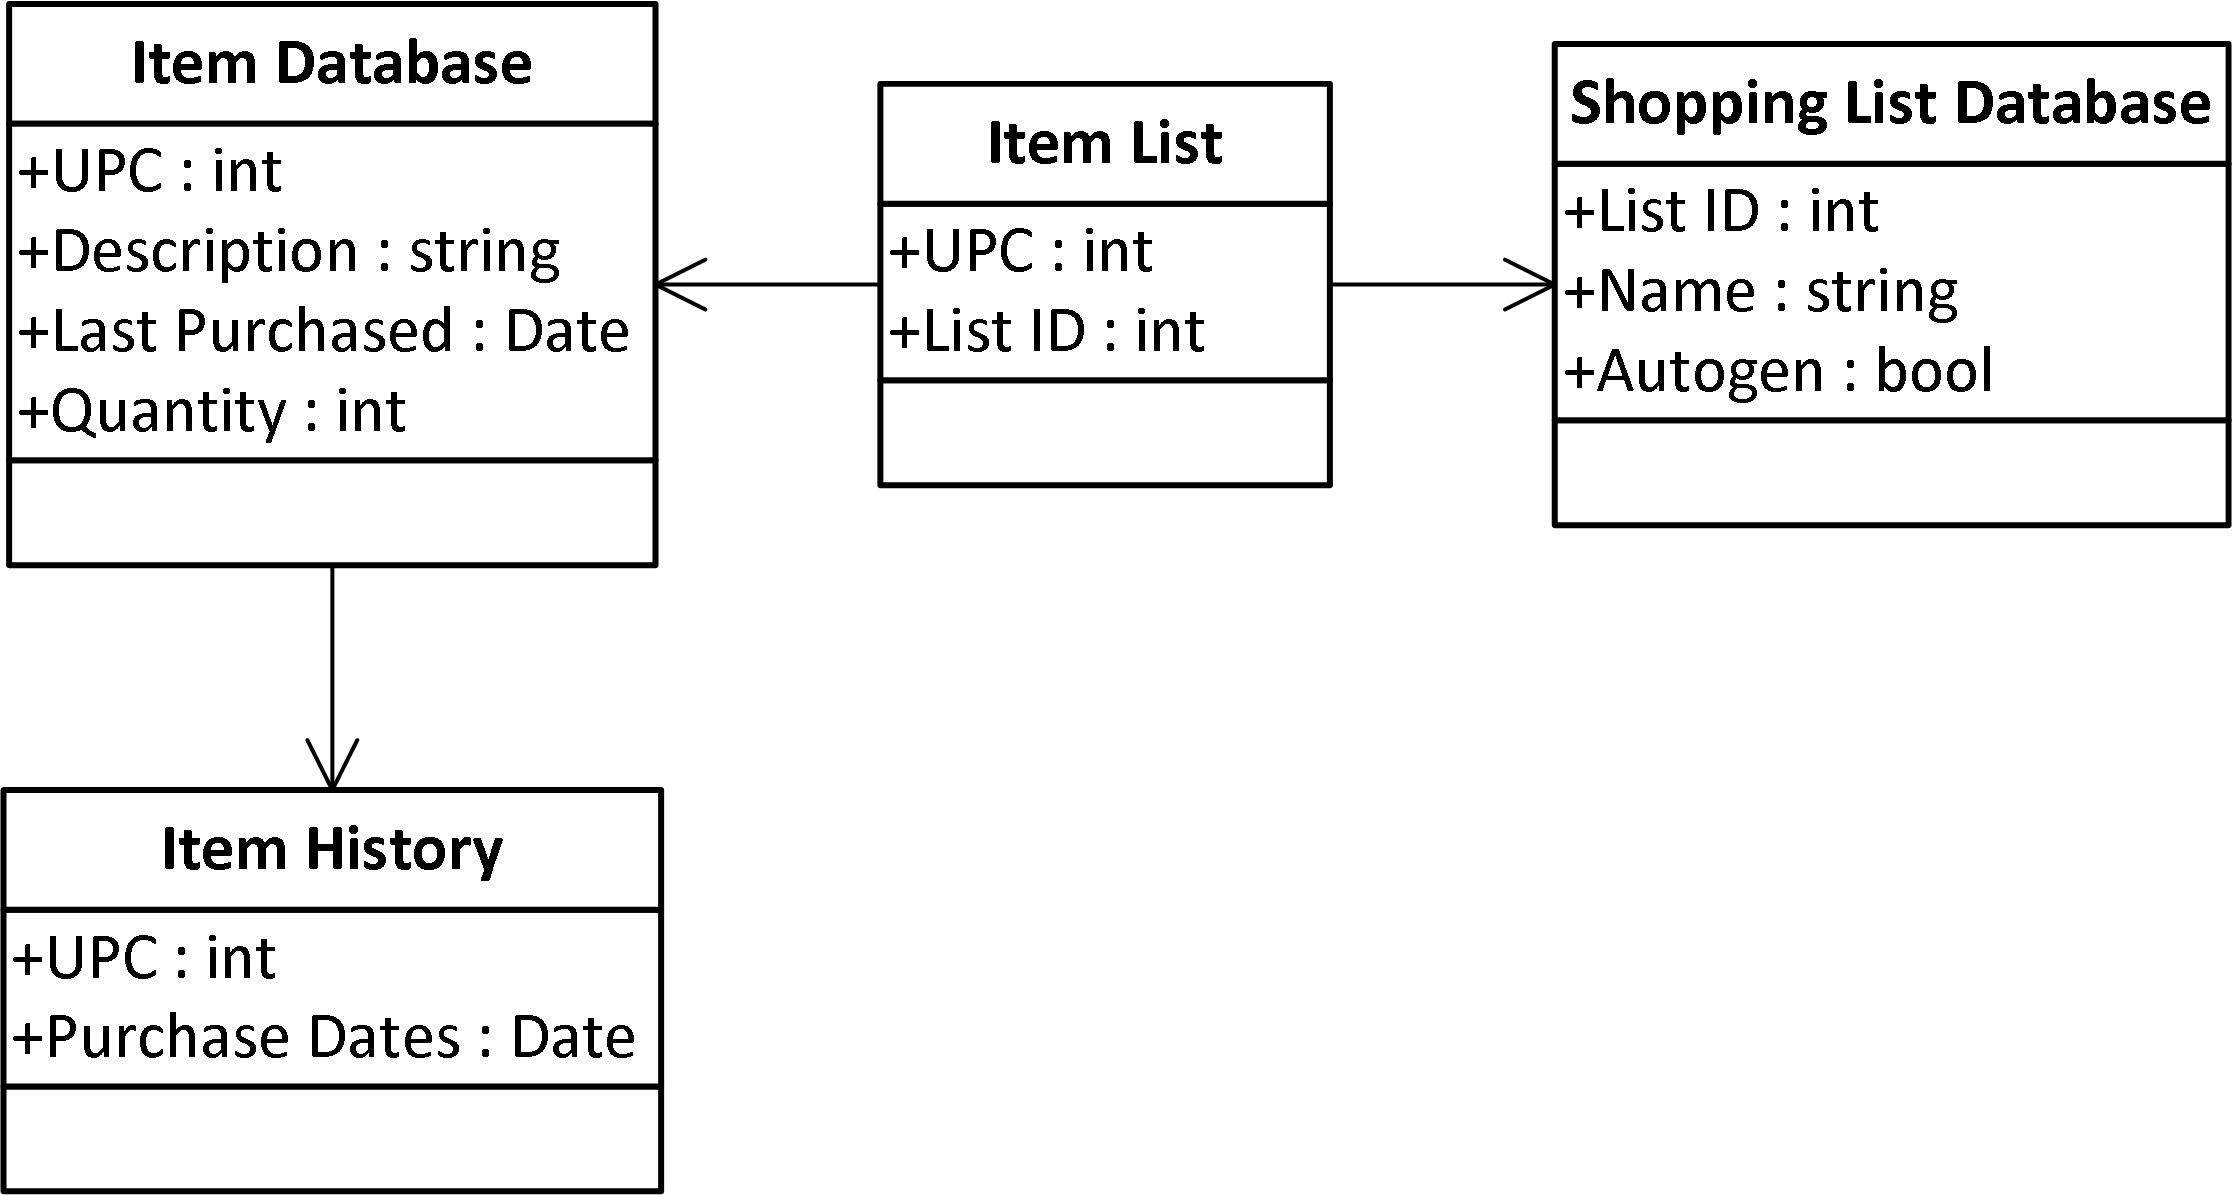 Item Database
+UPC : int
+Description : string
+Last Purchased : Date
+Quantity : int
Item List
+UPC : int
+List ID : int
Shopping List Database
+List ID : int
+Name : string
+Autogen : bool
Item History
+UPC : int
+Purchase Dates : Date